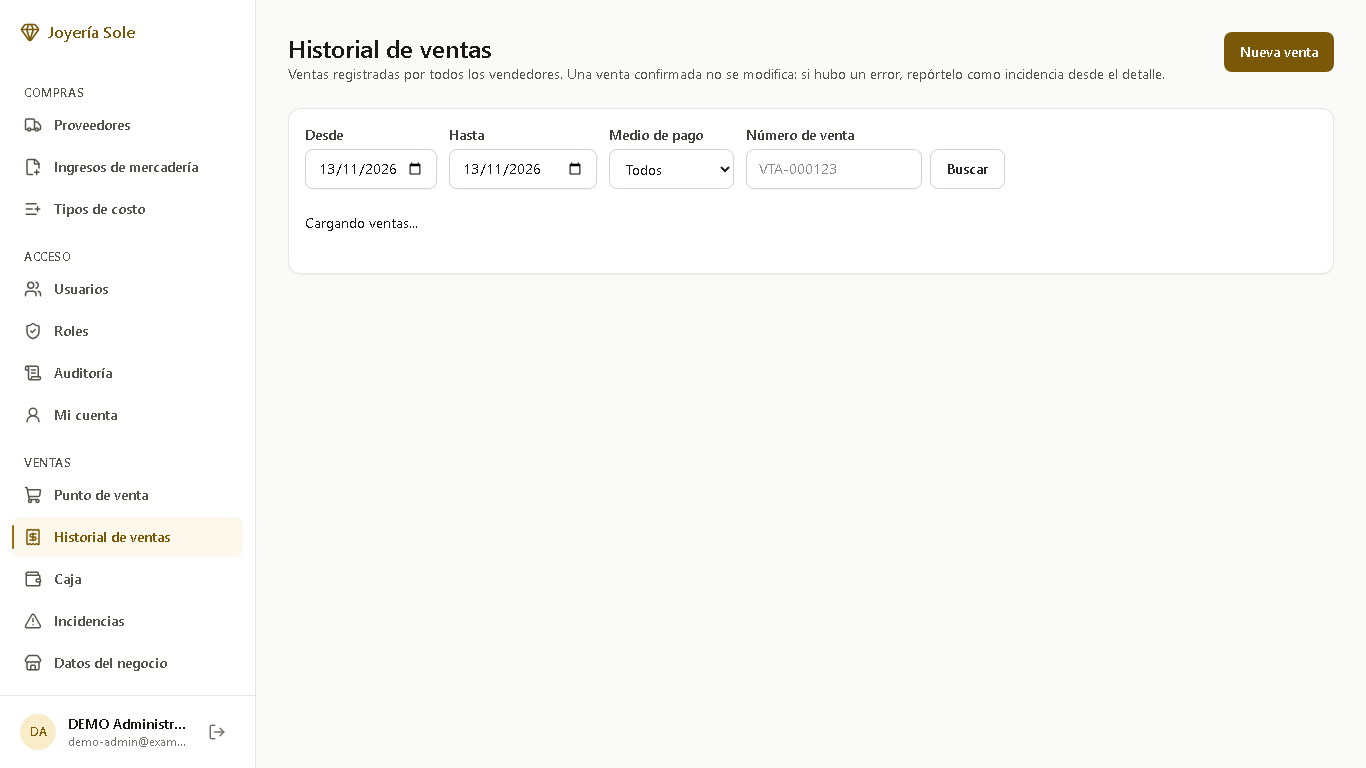 Joyería Sole
COMPRAS
Proveedores
Ingresos de mercadería
Tipos de costo
ACCESO
Usuarios
Roles
Auditoría
Mi cuenta
VENTAS
Punto de venta
Historial de ventas
Caja
Incidencias
Datos del negocio
DA
DEMO Administr...
demo-admin@exam...
Historial de ventas
Ventas registradas por todos los vendedores. Una venta confirmada no se modifica: si hubo un error, repórtelo como incidencia desde el detalle.
Nueva venta
Desde Hasta Medio de pago Número de venta
13/11/2026 13/11/2026 Todos VTA-000123 Buscar
Cargando ventas...